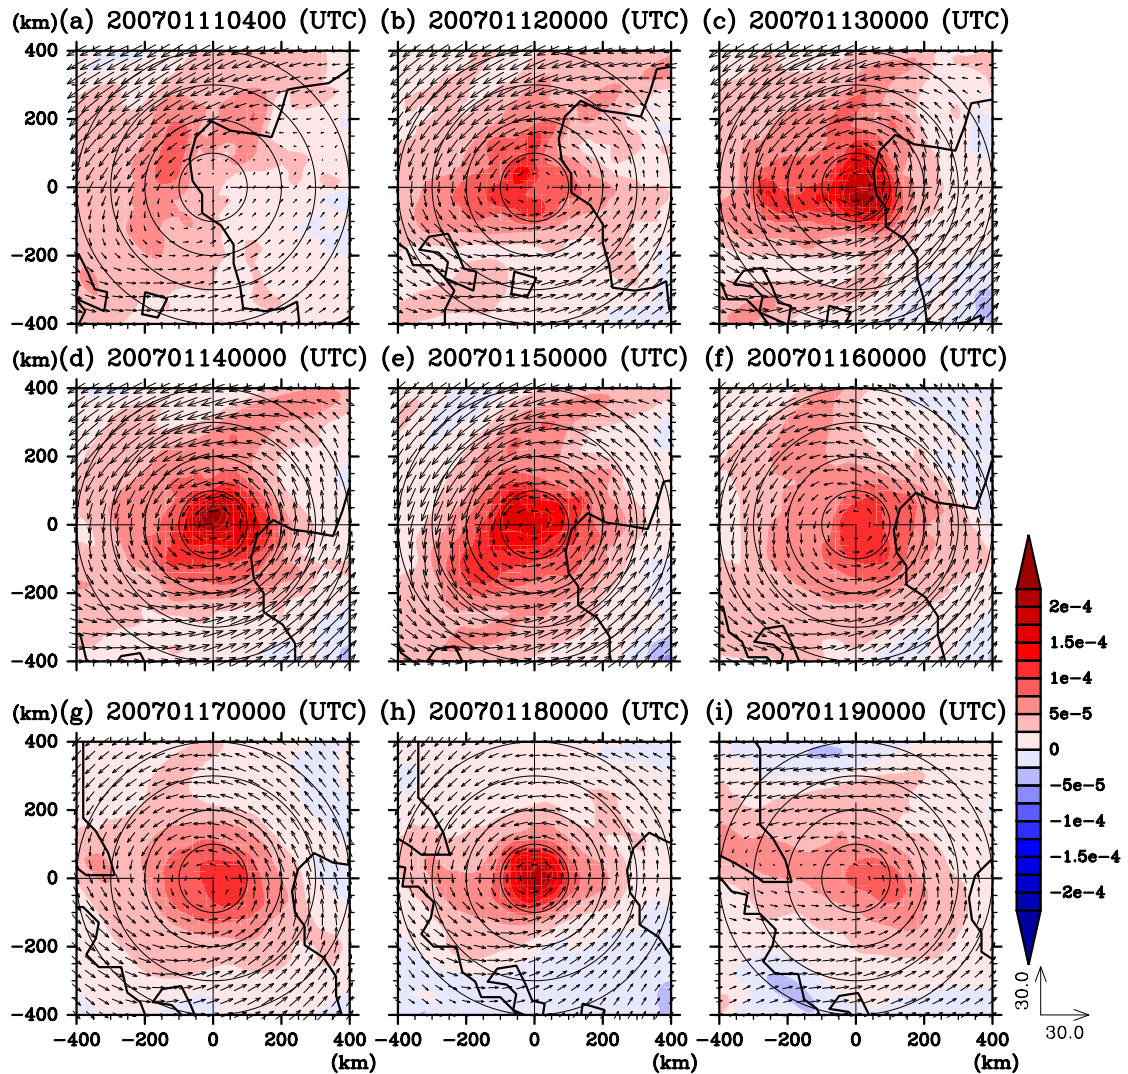 (km) (a) 200701110400 (UTC) (b) 200701120000 (UTC) (c) 200701130000 (UTC)
400
200
0
−200
−400
(km) (d) 200701140000 (UTC) (e) 200701150000 (UTC) (f) 200701160000 (UTC)
400
200
0
−200
−400
2e-4
1.5e-4
1e-4
5e-5
0
−5e-5
−1e-4
−1.5e-4
−2e-4
(km) (g) 200701170000 (UTC) (h) 200701180000 (UTC) (i) 200701190000 (UTC)
400
200
0
−200
−400
30.0
30.0
−400 −200 0 200 400 −400 −200 0 200 400 −400 −200 0 200 400
(km) (km) (km)